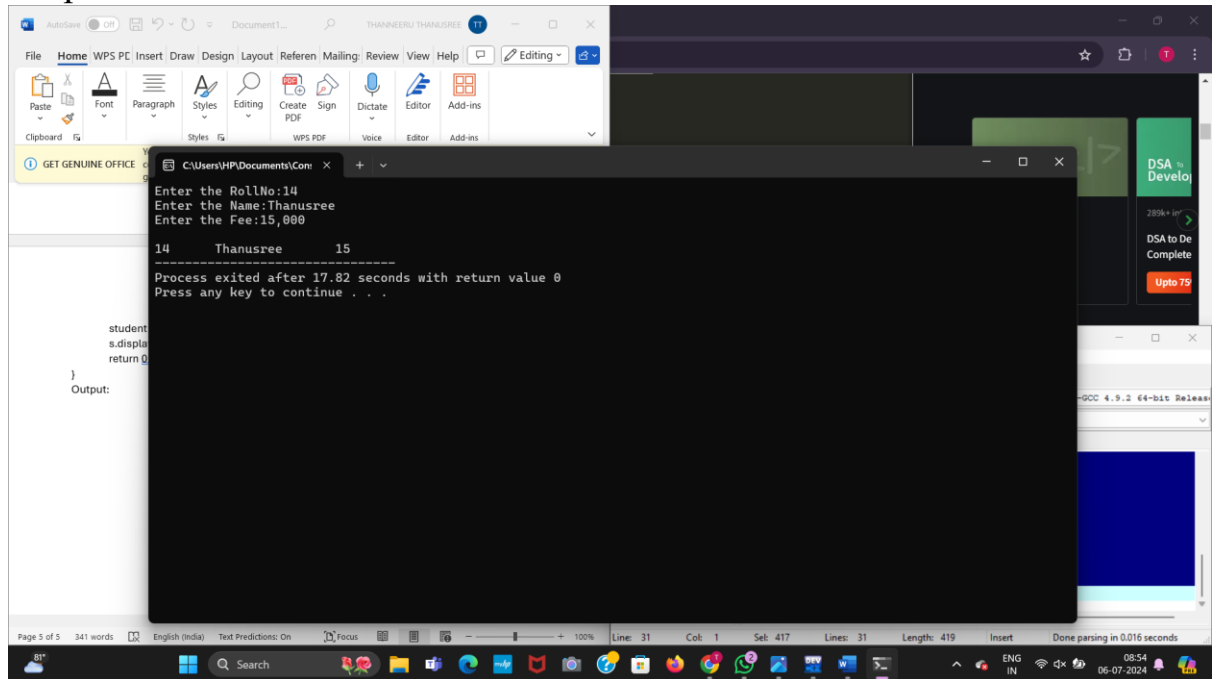 AutoSave Off Document1... THANNEERU THANUSREE TT
File Home WPS PD Insert Draw Design Layout Referen Mailing: Review View Help Editing
Paste Font Paragraph Styles Editing Create PDF Sign Dictate Editor Add-ins
Clipboard Styles WPS PDF Voice Editor Add-ins
GET GENUINE OFFICE
C:\Users\HP\Documents\Con:
Enter the RollNo:14
Enter the Name:Thanusree
Enter the Fee:15,000
14 Thanusree 15
--------------------------------
Process exited after 17.82 seconds with return value 0
Press any key to continue . . .
student
s.displa
return 0
}
Output:
DSA to
Develo
289k+ int
DSA to De
Complete
Upto 75
-GCC 4.9.2 64-bit Releas
Page 5 of 5 341 words English (India) Text Predictions: On Focus 100%
Line: 31 Col: 1 Sel: 417 Lines: 31 Length: 419 Insert Done parsing in 0.016 seconds
81° Search ENG IN 08:54 06-07-2024